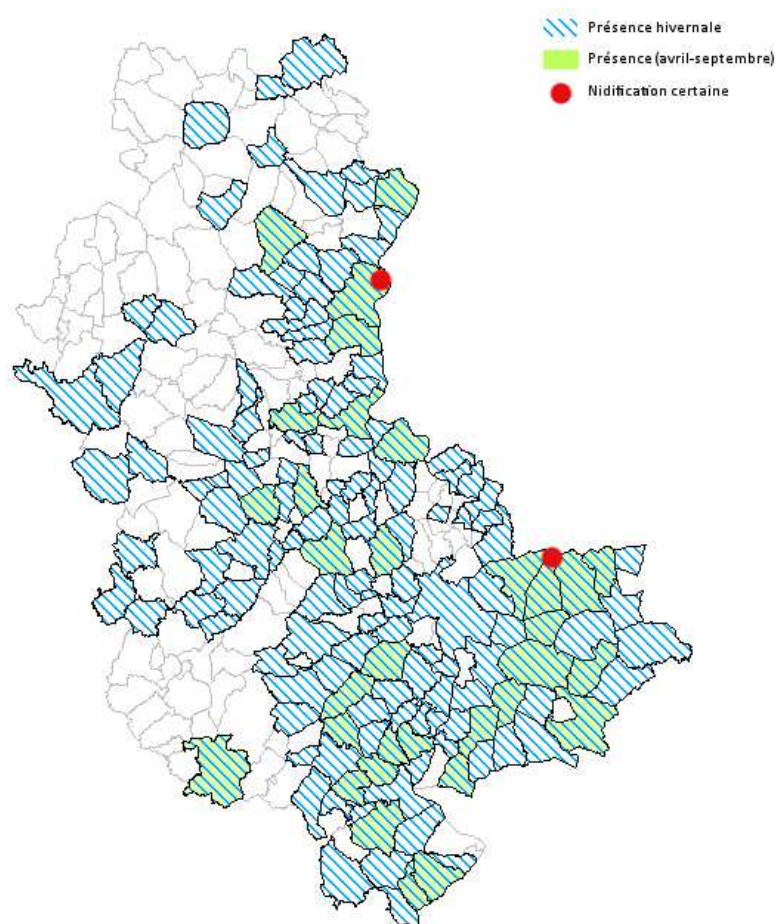 Présence hivernale
Présence (avril-septembre)
Nidification certaine